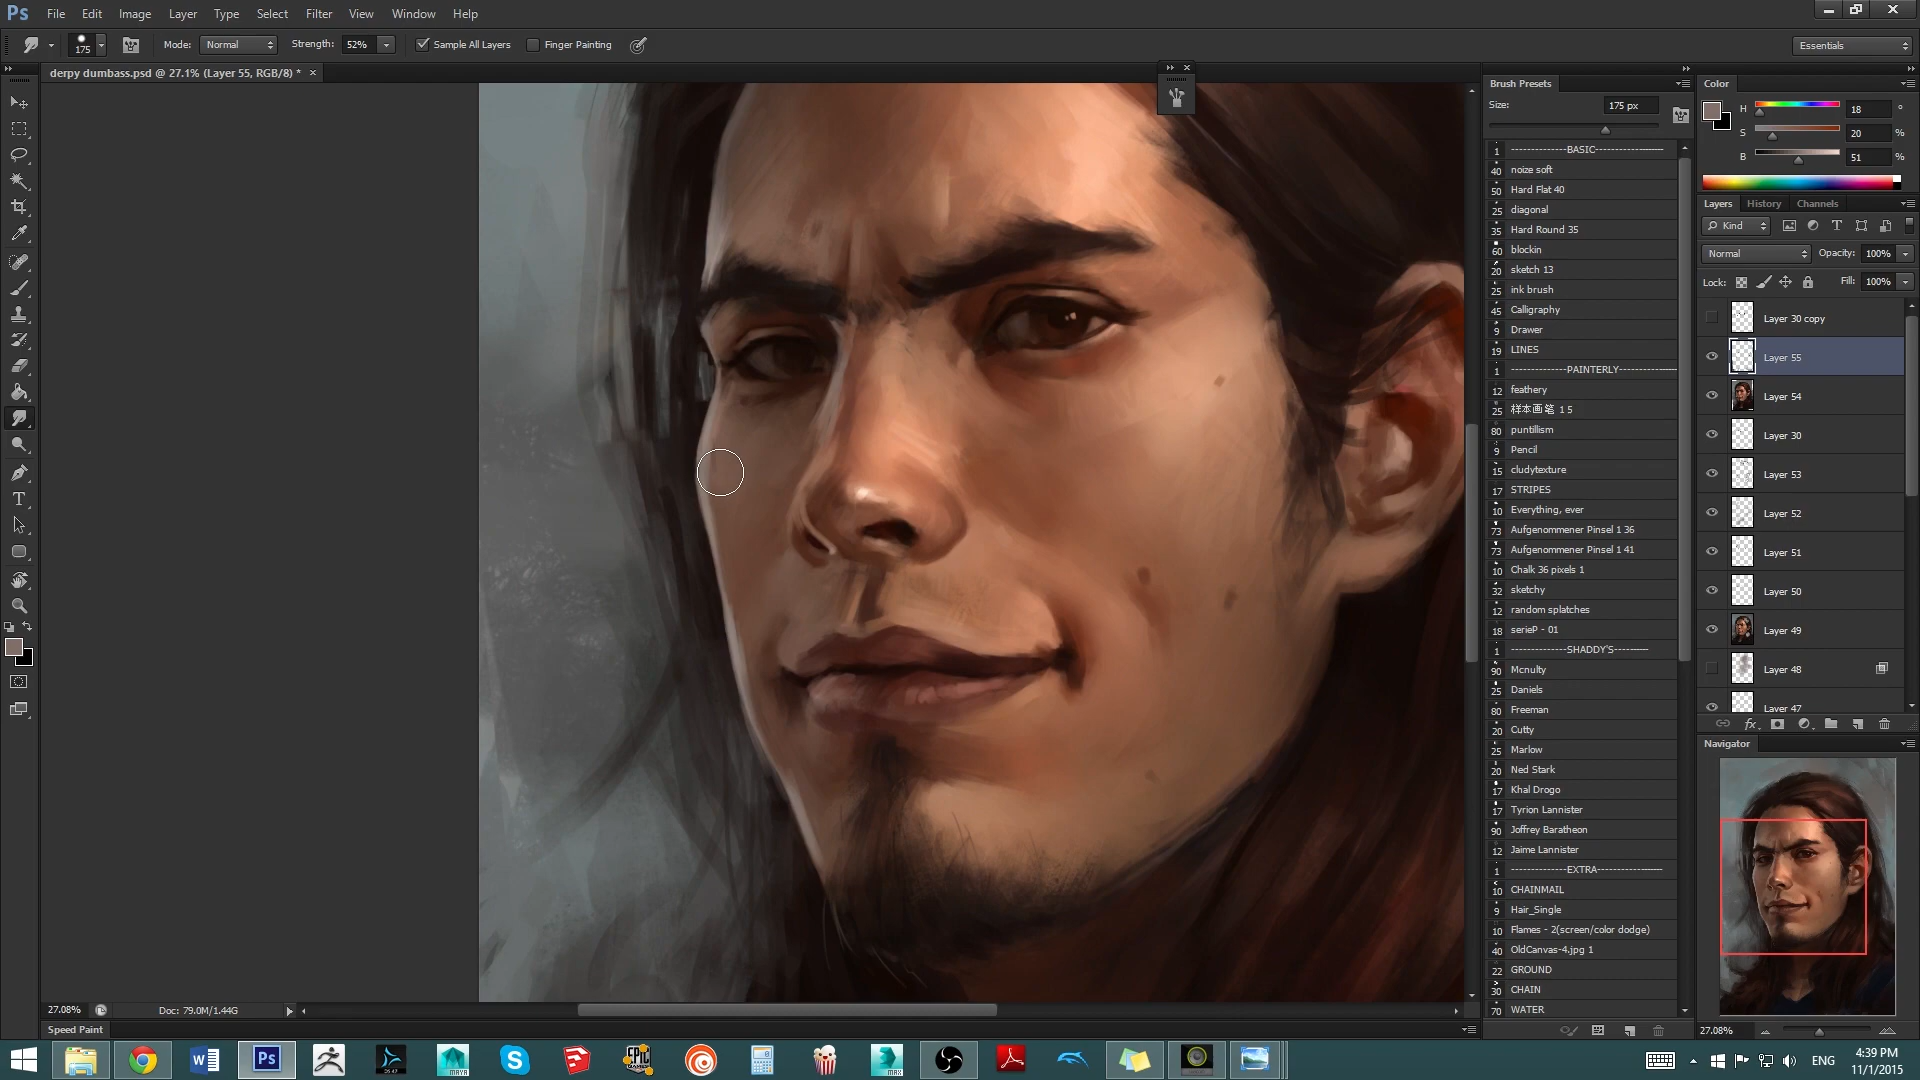 Ps File Edit Image Layer Type Select Filter View Window Help
175 Mode: Normal Strength: 52% Sample All Layers Finger Painting Essentials
derpy dumbass.psd @ 27.1% (Layer 55, RGB/8) * ×
Brush Presets
Size: 175 px
1 --------------BASIC--------------
40 noize soft
50 Hard Flat 40
25 diagonal
35 Hard Round 35
60 blockin
20 sketch 13
25 ink brush
45 Calligraphy
9 Drawer
19 LINES
1 --------------PAINTERLY--------------
12 feathery
25 样本画笔 1 5
80 puntillism
9 Pencil
15 cludytexture
17 STRIPES
10 Everything, ever
73 Aufgenommener Pinsel 1 36
73 Aufgenommener Pinsel 1 41
10 Chalk 36 pixels 1
32 sketchy
12 random splatches
18 serieP - 01
1 --------------SHADDY'S--------------
90 Mcnulty
25 Daniels
80 Freeman
20 Cutty
25 Marlow
20 Ned Stark
17 Khal Drogo
17 Tyrion Lannister
90 Joffrey Baratheon
12 Jaime Lannister
1 --------------EXTRA--------------
10 CHAINMAIL
9 Hair_Single
10 Flames - 2(screen/color dodge)
40 OldCanvas-4.jpg 1
22 GROUND
30 CHAIN
70 WATER
Color
H 18 °
S 20 %
B 51 %
Layers History Channels
Kind
Normal Opacity: 100%
Lock: Fill: 100%
Layer 30 copy
Layer 55
Layer 54
Layer 30
Layer 53
Layer 52
Layer 51
Layer 50
Layer 49
Layer 48
Layer 47
Navigator
27.08%
27.08% Doc: 79.0M/1.44G
Speed Paint
Ps MAYA EPIC GAMES MAX ENG
4:39 PM
11/1/2015